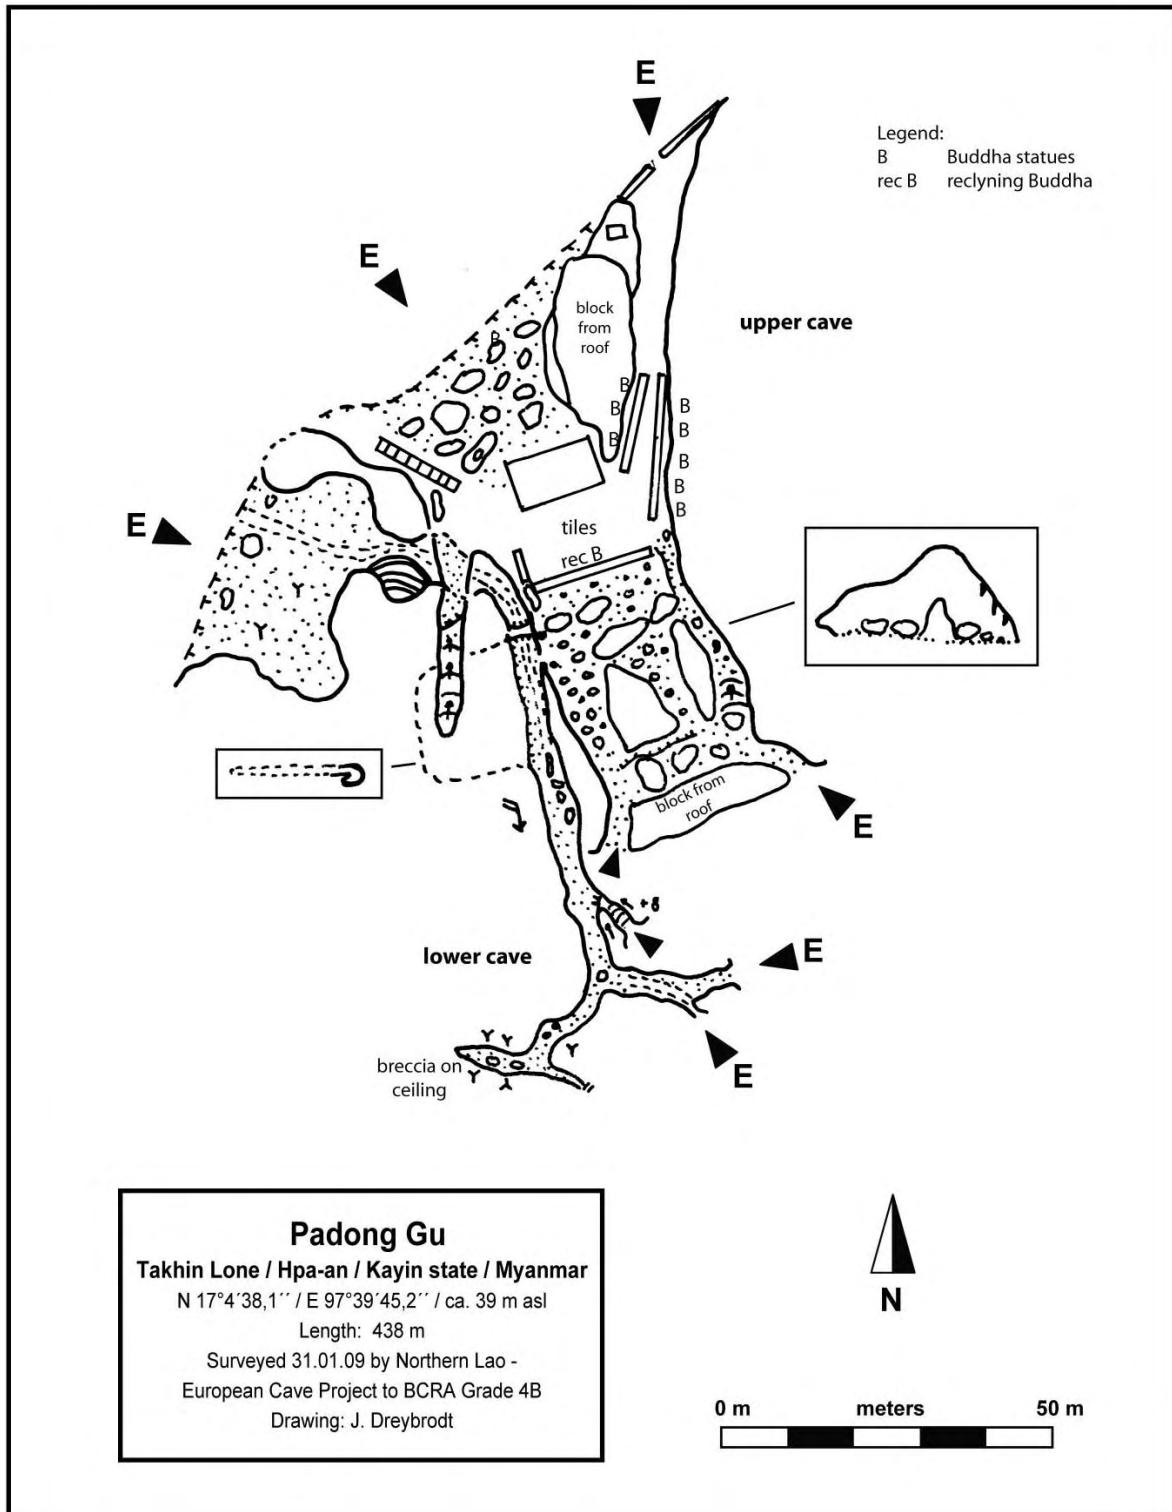 E
Legend:
B Buddha statues
rec B reclyning Buddha
E
block
from
roof
upper cave
B
B
B
B
B
B
B
B
B
E
tiles
rec B
block from
roof
E
+8
lower cave
E
breccia on
ceiling
E
Padong Gu
Takhin Lone / Hpa-an / Kayin state / Myanmar
N 17°4´38,1´´ / E 97°39´45,2´´ / ca. 39 m asl
Length: 438 m
Surveyed 31.01.09 by Northern Lao -
European Cave Project to BCRA Grade 4B
Drawing: J. Dreybrodt
N
0 m meters 50 m